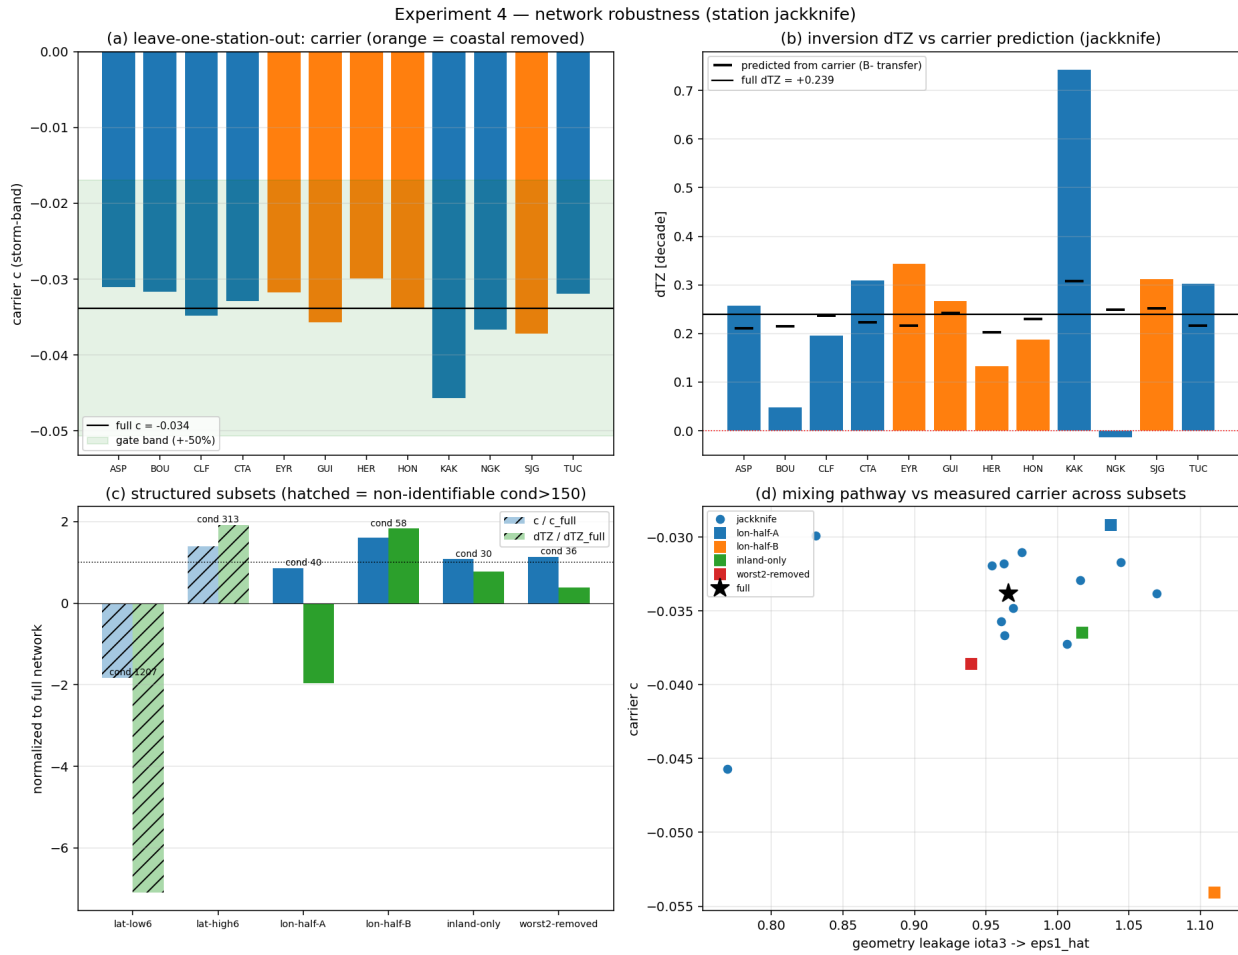 Experiment 4 — network robustness (station jackknife)
(a) leave-one-station-out: carrier (orange = coastal removed)
carrier c (storm-band)
0.00
−0.01
−0.02
−0.03
−0.04
−0.05
full c = -0.034
gate band (+-50%)
ASP BOU CLF CTA EYR GUI HER HON KAK NGK SJG TUC
(b) inversion dTZ vs carrier prediction (jackknife)
dTZ [decade]
predicted from carrier (B- transfer)
full dTZ = +0.239
0.7
0.6
0.5
0.4
0.3
0.2
0.1
0.0
ASP BOU CLF CTA EYR GUI HER HON KAK NGK SJG TUC
(c) structured subsets (hatched = non-identifiable cond>150)
normalized to full network
2
0
−2
−4
−6
c / c_full
dTZ / dTZ_full
cond 1207
cond 313
cond 40
cond 58
cond 30
cond 36
lat-low6 lat-high6 lon-half-A lon-half-B inland-only worst2-removed
(d) mixing pathway vs measured carrier across subsets
carrier c
jackknife
lon-half-A
lon-half-B
inland-only
worst2-removed
full
−0.030
−0.035
−0.040
−0.045
−0.050
−0.055
0.80 0.85 0.90 0.95 1.00 1.05 1.10
geometry leakage iota3 -> eps1_hat